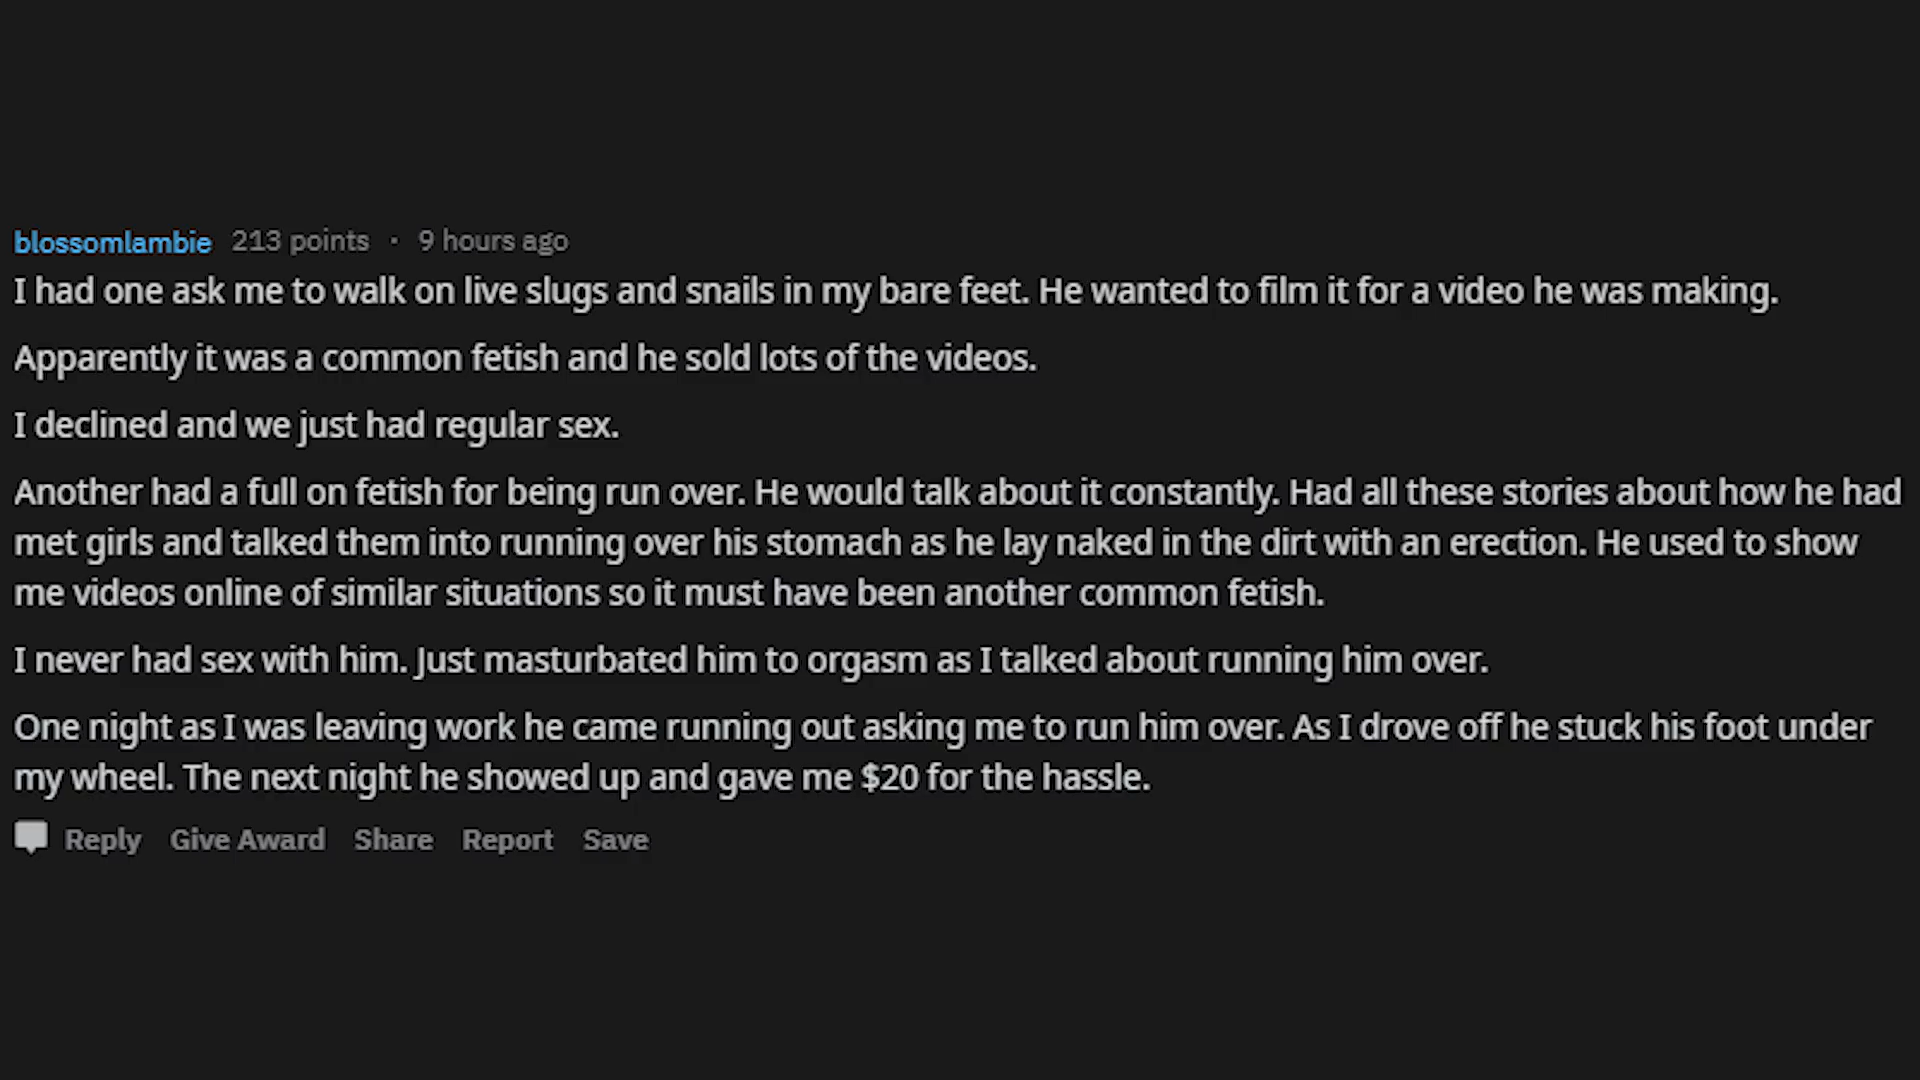 blossomlambie 213 points · 9 hours ago
I had one ask me to walk on live slugs and snails in my bare feet. He wanted to film it for a video he was making.
Apparently it was a common fetish and he sold lots of the videos.
I declined and we just had regular sex.
Another had a full on fetish for being run over. He would talk about it constantly. Had all these stories about how he had
met girls and talked them into running over his stomach as he lay naked in the dirt with an erection. He used to show
me videos online of similar situations so it must have been another common fetish.
I never had sex with him. Just masturbated him to orgasm as I talked about running him over.
One night as I was leaving work he came running out asking me to run him over. As I drove off he stuck his foot under
my wheel. The next night he showed up and gave me $20 for the hassle.
Reply Give Award Share Report Save